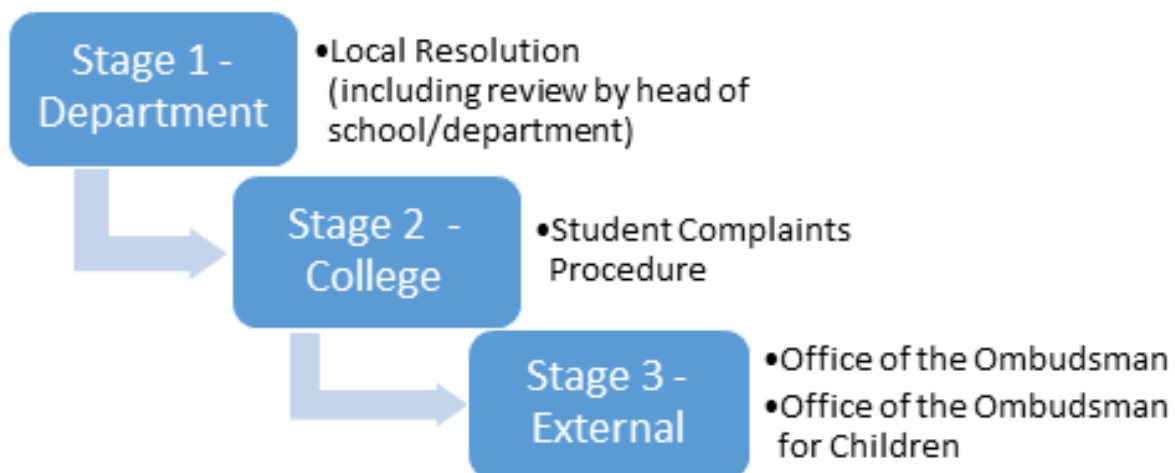 Stage 1 -
Department
•Local Resolution
(including review by head of
school/department)
Stage 2 -
College
•Student Complaints
Procedure
Stage 3 -
External
•Office of the Ombudsman
•Office of the Ombudsman
for Children